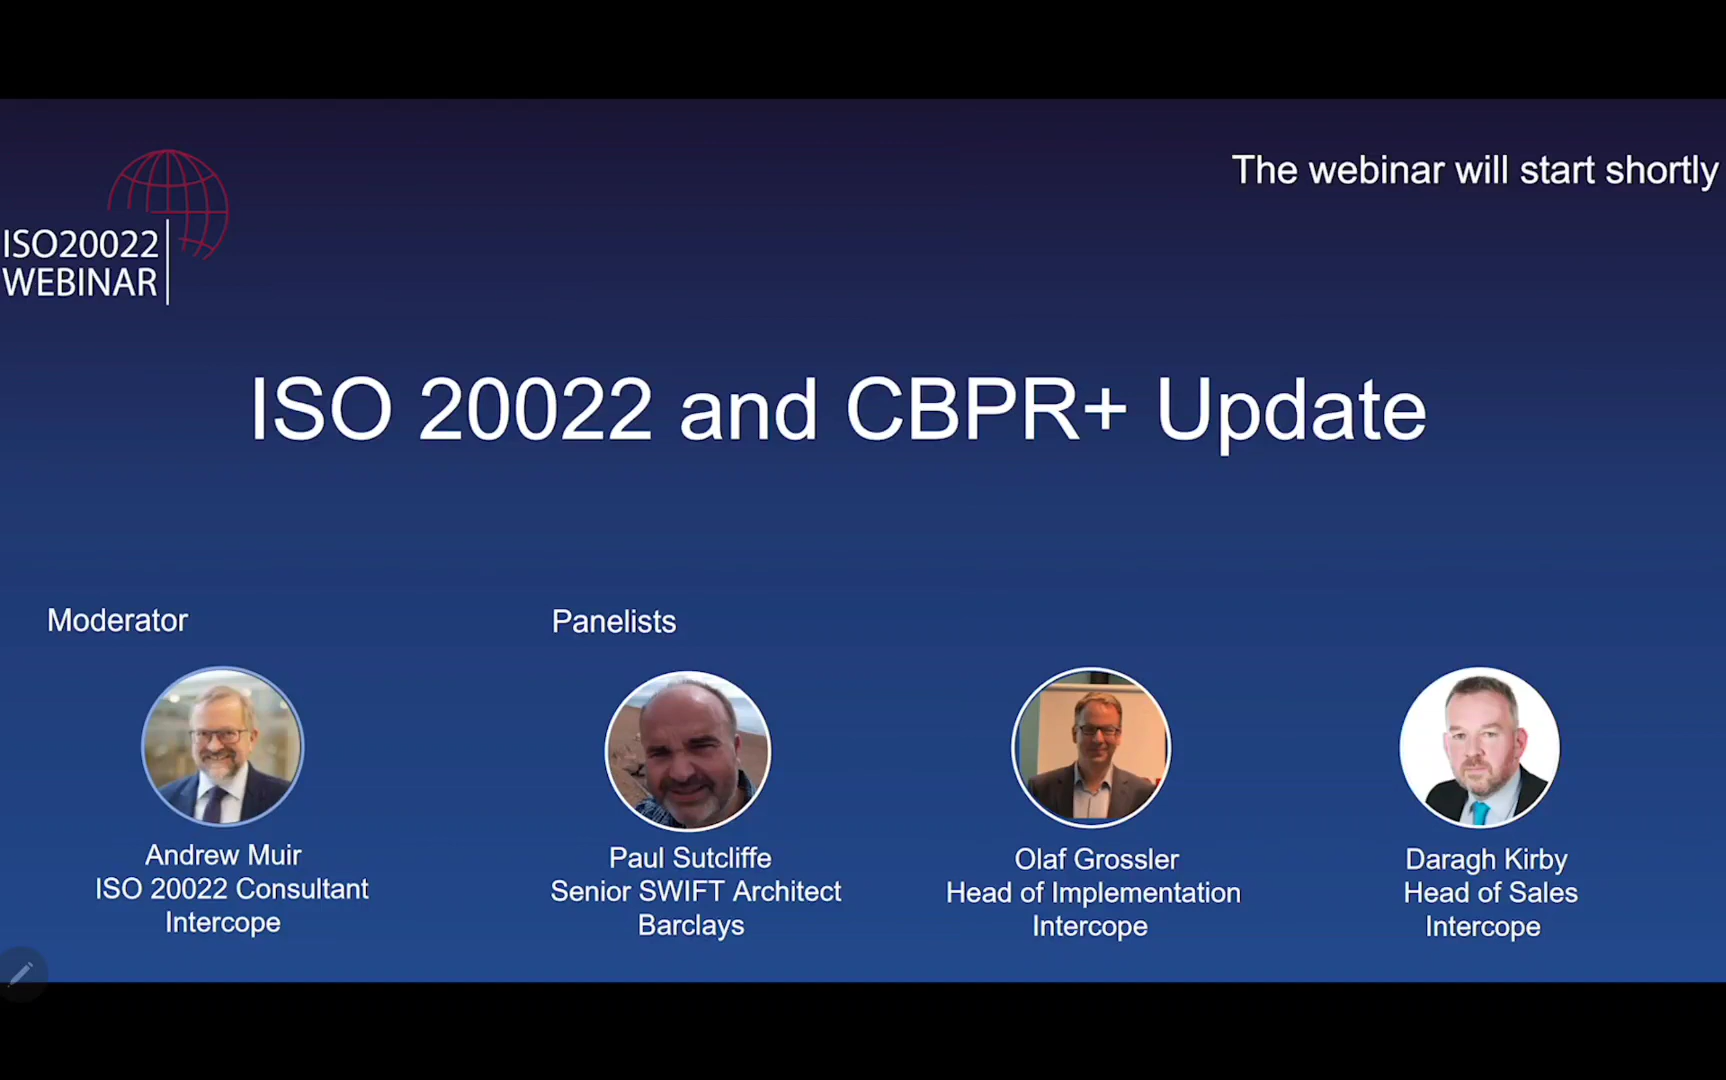 The webinar will start shortly
ISO20022
WEBINAR
ISO 20022 and CBPR+ Update
Moderator
Panelists
Andrew Muir
ISO 20022 Consultant
Intercope
Paul Sutcliffe
Senior SWIFT Architect
Barclays
Olaf Grossler
Head of Implementation
Intercope
Daragh Kirby
Head of Sales
Intercope